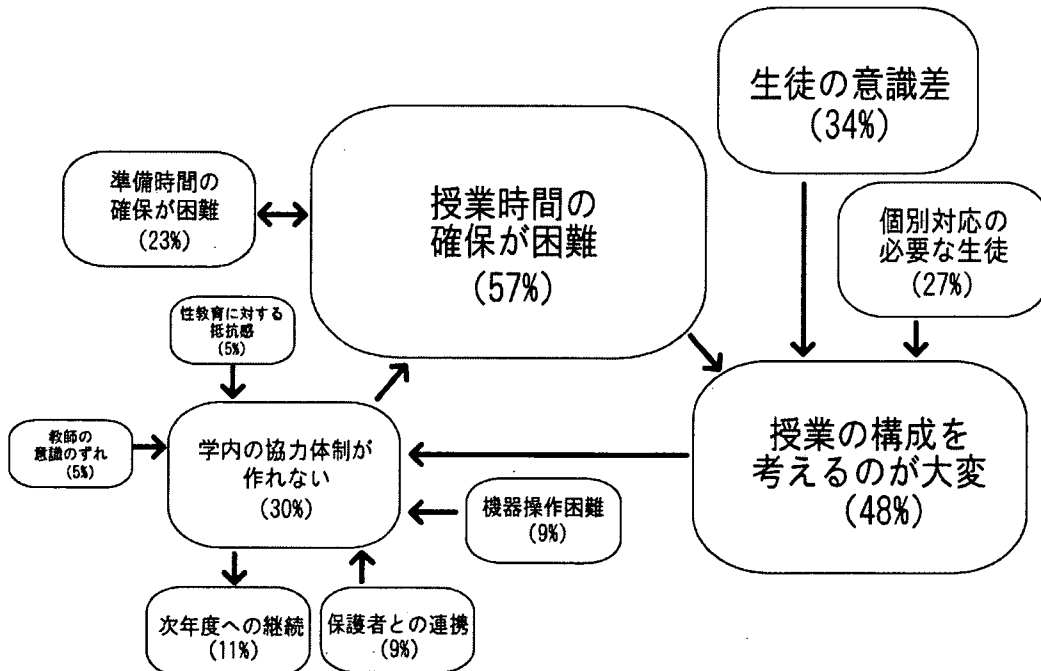 生徒の意識差
(34%)
準備時間の
確保が困難
(23%)
授業時間の
確保が困難
(57%)
個別対応の
必要な生徒
(27%)
性教育に対する
抵抗感
(5%)
教師の
意識のずれ
(5%)
学内の協力体制が
作れない
(30%)
機器操作困難
(9%)
授業の構成を
考えるのが大変
(48%)
次年度への継続
(11%)
保護者との連携
(9%)